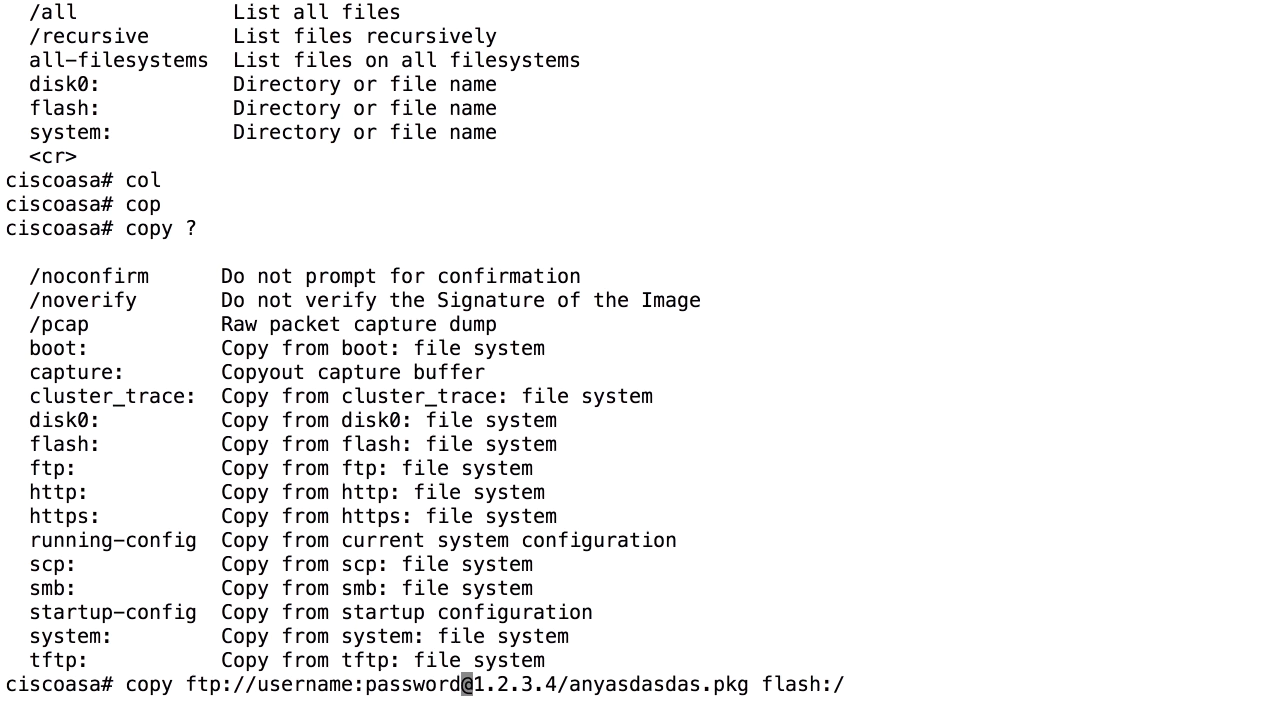 /all             List all files
/recursive       List files recursively
all-filesystems  List files on all filesystems
disk0:           Directory or file name
flash:           Directory or file name
system:          Directory or file name
<cr>
ciscoasa# col
ciscoasa# cop
ciscoasa# copy ?
/noconfirm      Do not prompt for confirmation
/noverify       Do not verify the Signature of the Image
/pcap           Raw packet capture dump
boot:           Copy from boot: file system
capture:        Copyout capture buffer
cluster_trace:  Copy from cluster_trace: file system
disk0:          Copy from disk0: file system
flash:          Copy from flash: file system
ftp:            Copy from ftp: file system
http:           Copy from http: file system
https:          Copy from https: file system
running-config  Copy from current system configuration
scp:            Copy from scp: file system
smb:            Copy from smb: file system
startup-config  Copy from startup configuration
system:         Copy from system: file system
tftp:           Copy from tftp: file system
ciscoasa# copy ftp://username:password@1.2.3.4/anyasdasdas.pkg flash:/